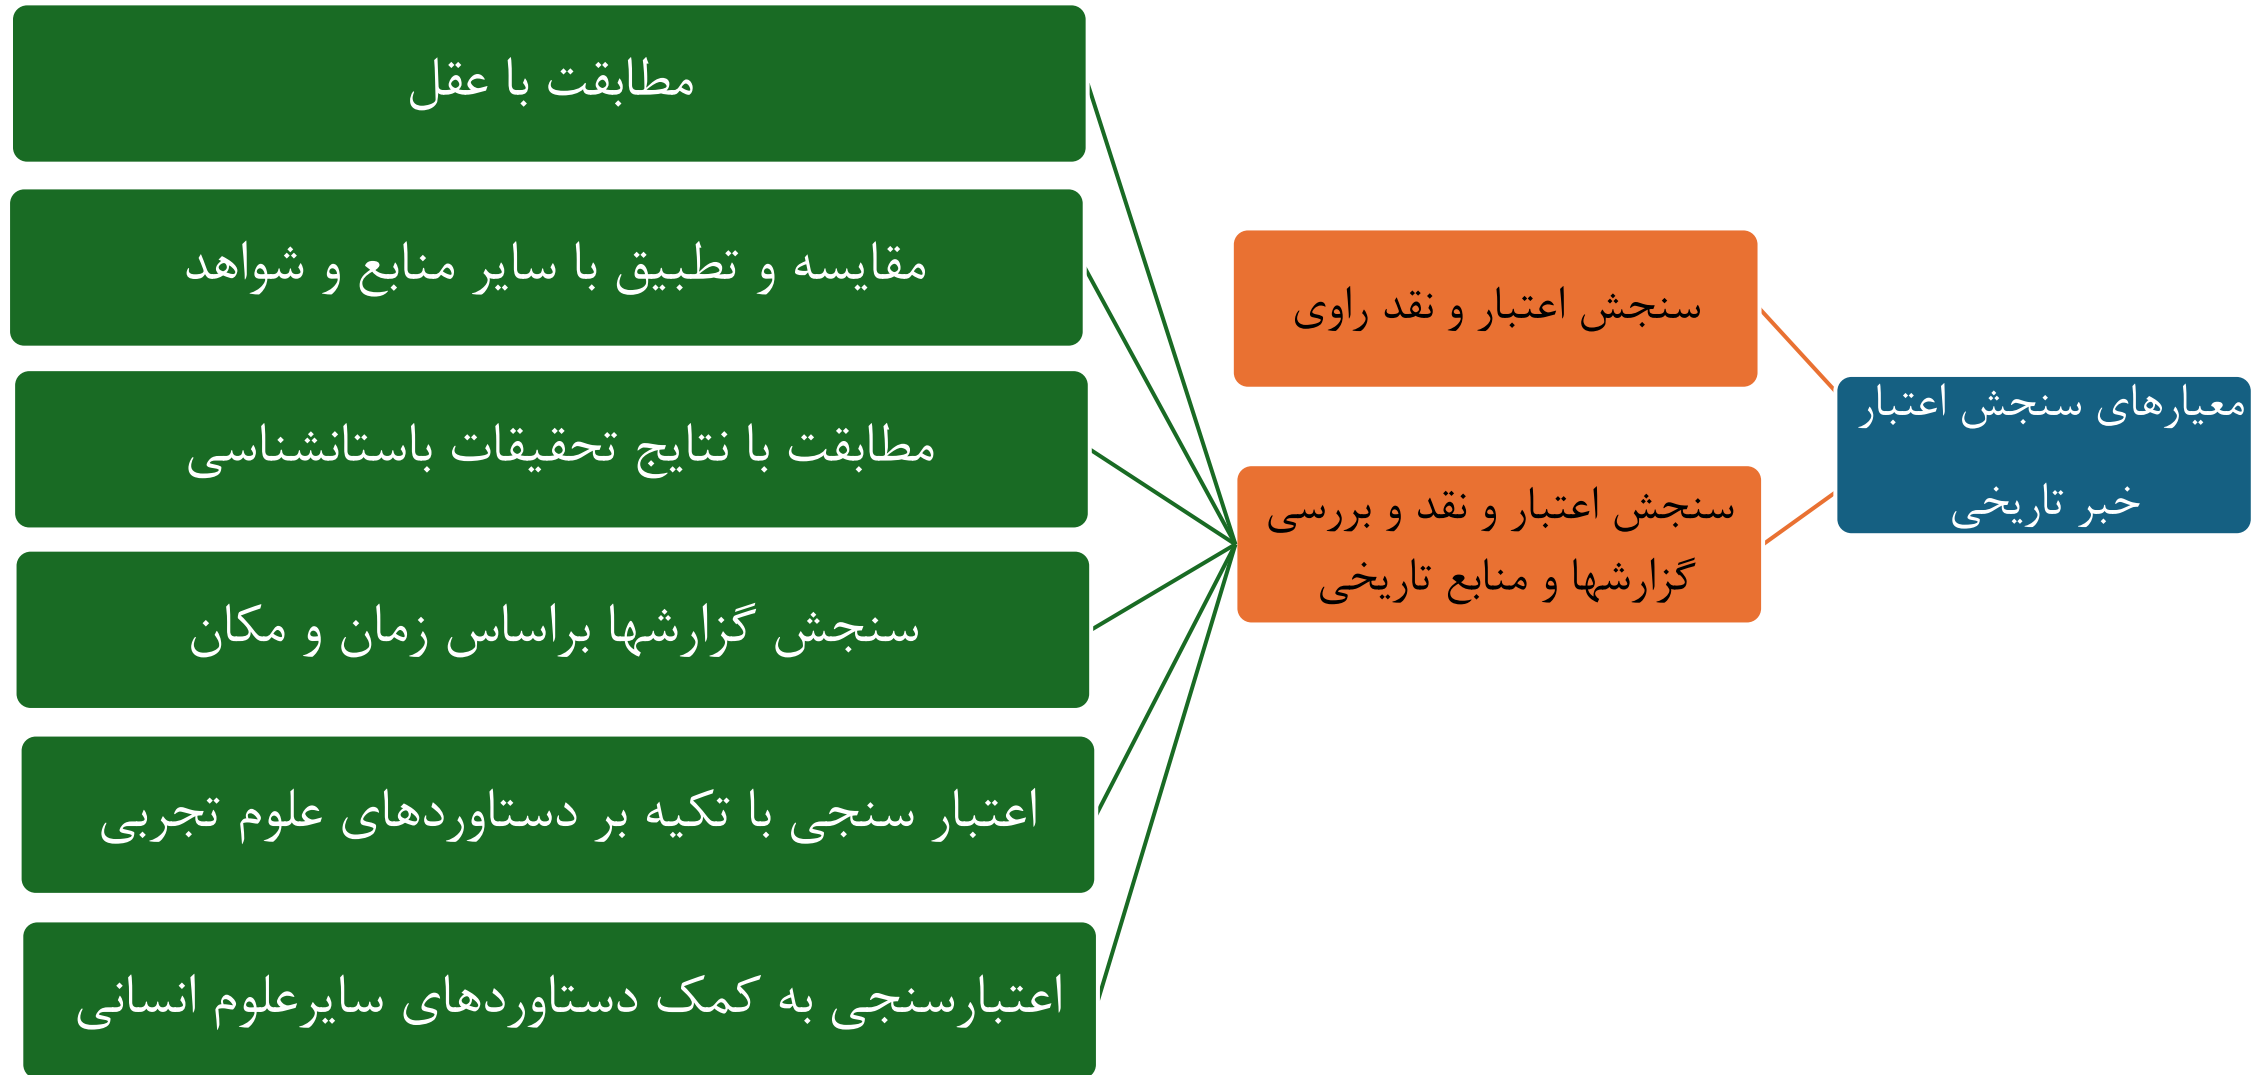 معیارهای سنجش اعتبار
خبر تاریخی
سنجش اعتبار و نقد راوی
سنجش اعتبار و نقد و بررسی
گزارشها و منابع تاریخی
مطابقت با عقل
مقایسه و تطبیق با سایر منابع و شواهد
مطابقت با نتایج تحقیقات باستانشناسی
سنجش گزارشها براساس زمان و مکان
اعتبار سنجی با تکیه بر دستاوردهای علوم تجربی
اعتبارسنجی به کمک دستاوردهای سایرعلوم انسانی